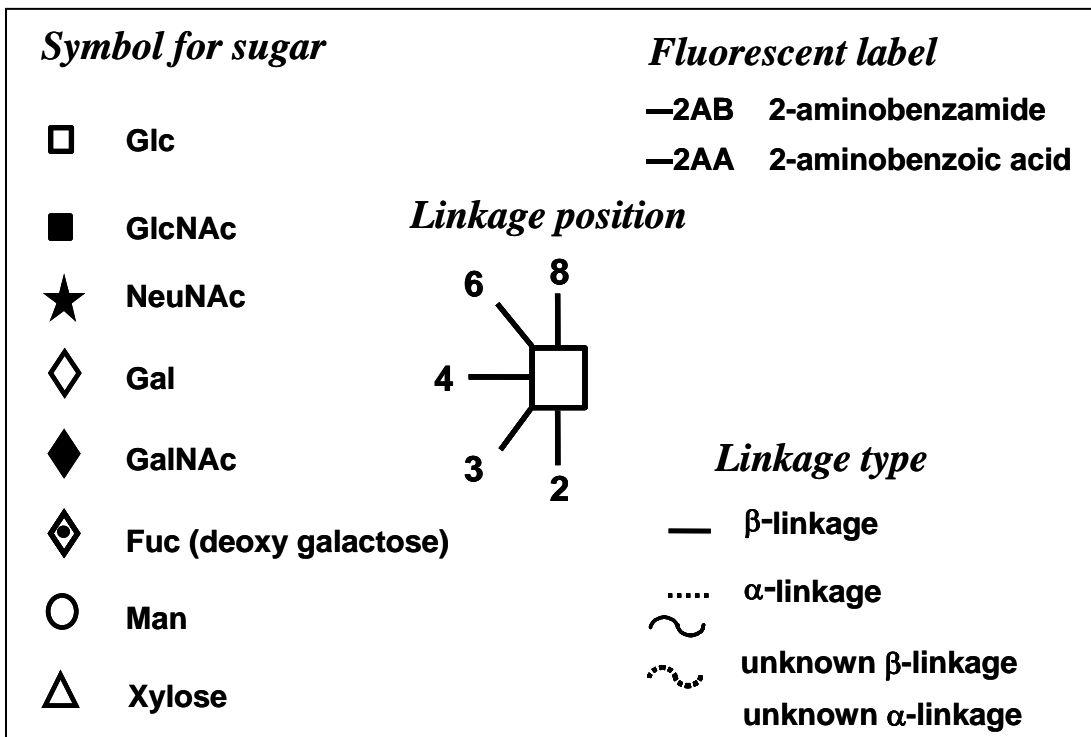 Symbol for sugar
Glc
GlcNAc
NeuNAc
Gal
GalNAc
Fuc (deoxy galactose)
Man
Xylose
Fluorescent label
2AB 2-aminobenzamide
2AA 2-aminobenzoic acid
Linkage position
8
6
4
3
2
Linkage type
β-linkage
α-linkage
unknown β-linkage
unknown α-linkage